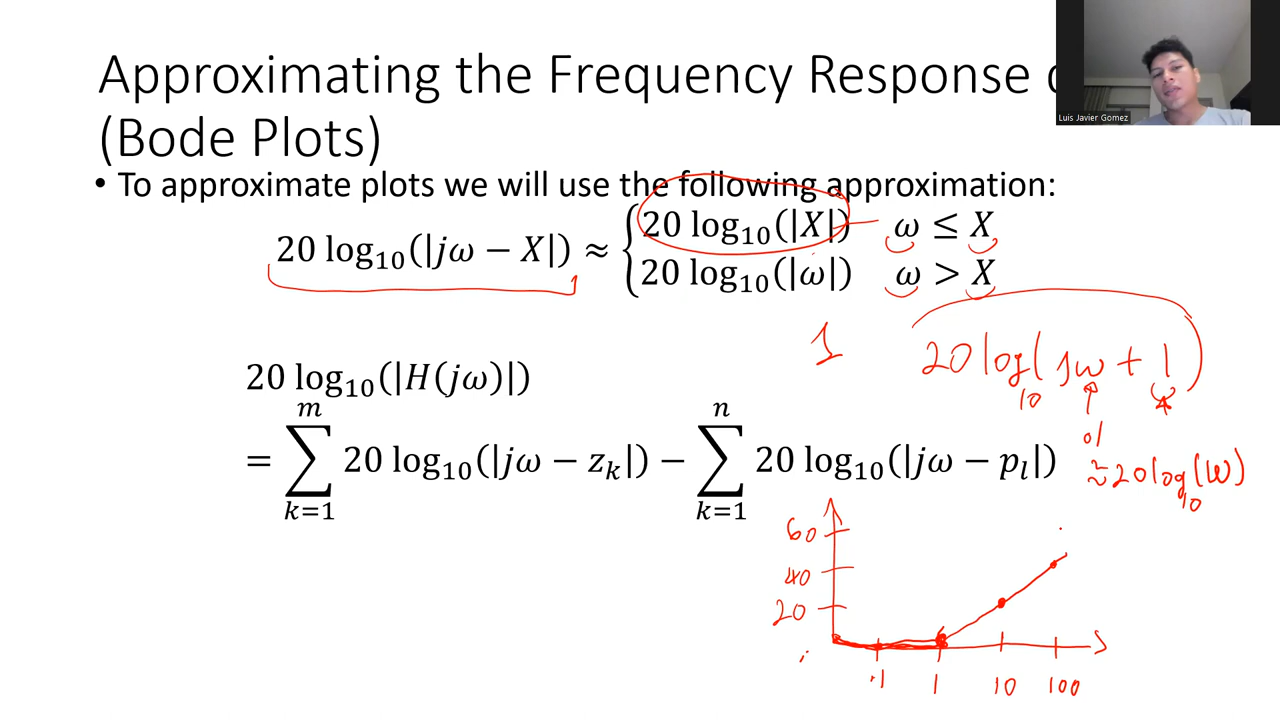 Approximating the Frequency Response
(Bode Plots)
Luis Javier Gomez
• To approximate plots we will use the following approximation:
20 log₁₀(|jω − X|) ≈ { 20 log₁₀(|X|) ω ≤ X
20 log₁₀(|ω|) ω > X
1
20 log₁₀(jω + 1)
20 log₁₀(|H(jω)|)
= ∑ₖ₌₁ᵐ 20 log₁₀(|jω − zₖ|) − ∑ₖ₌₁ⁿ 20 log₁₀(|jω − pₗ|)
≈ 20 log₁₀(ω)
60
40
20
.1 1 10 100